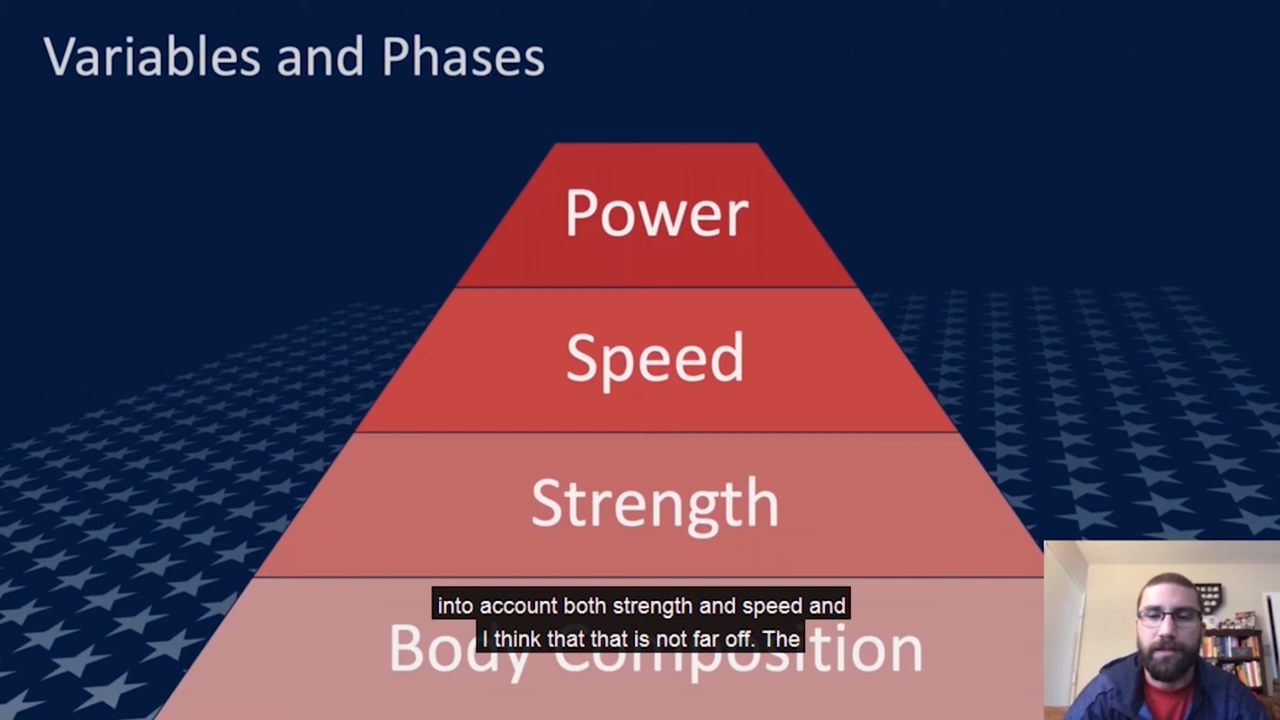 Variables and Phases
Power
Speed
Strength
into account both strength and speed and
I think that that is not far off. The
Body Composition